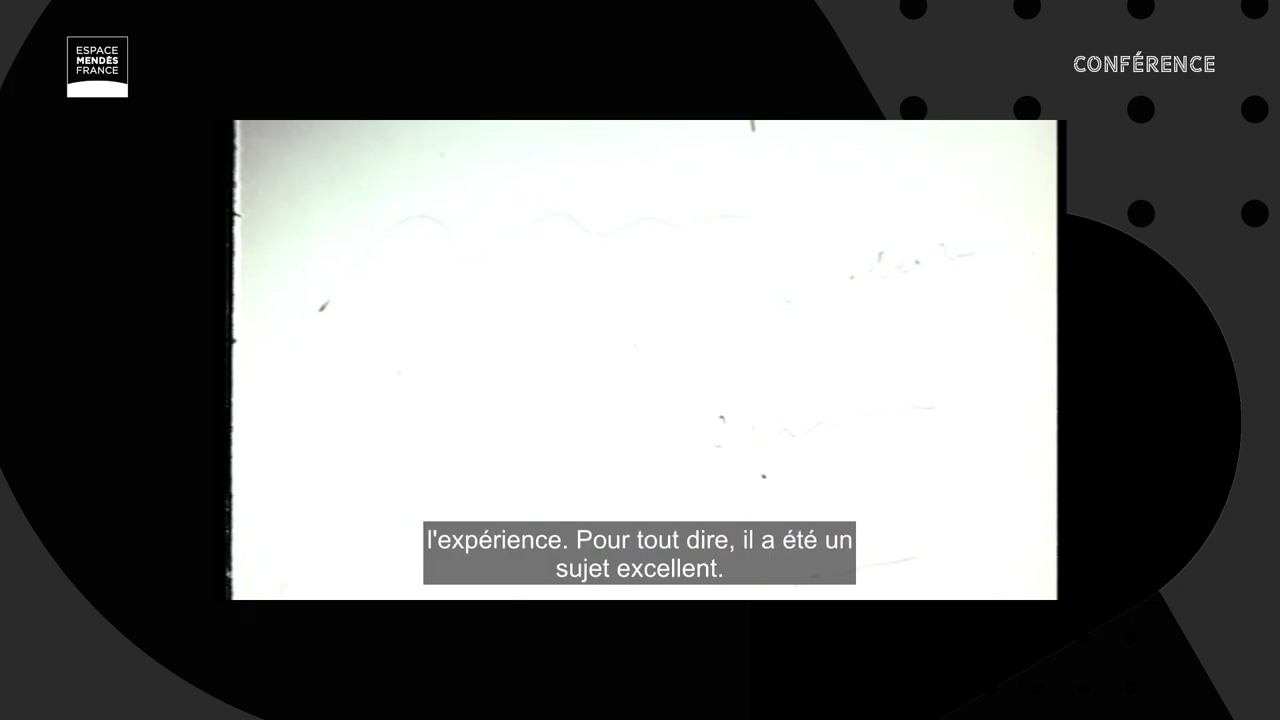 ESPACE
MENDÈS
FRANCE
CONFÉRENCE
l'expérience. Pour tout dire, il a été un
sujet excellent.